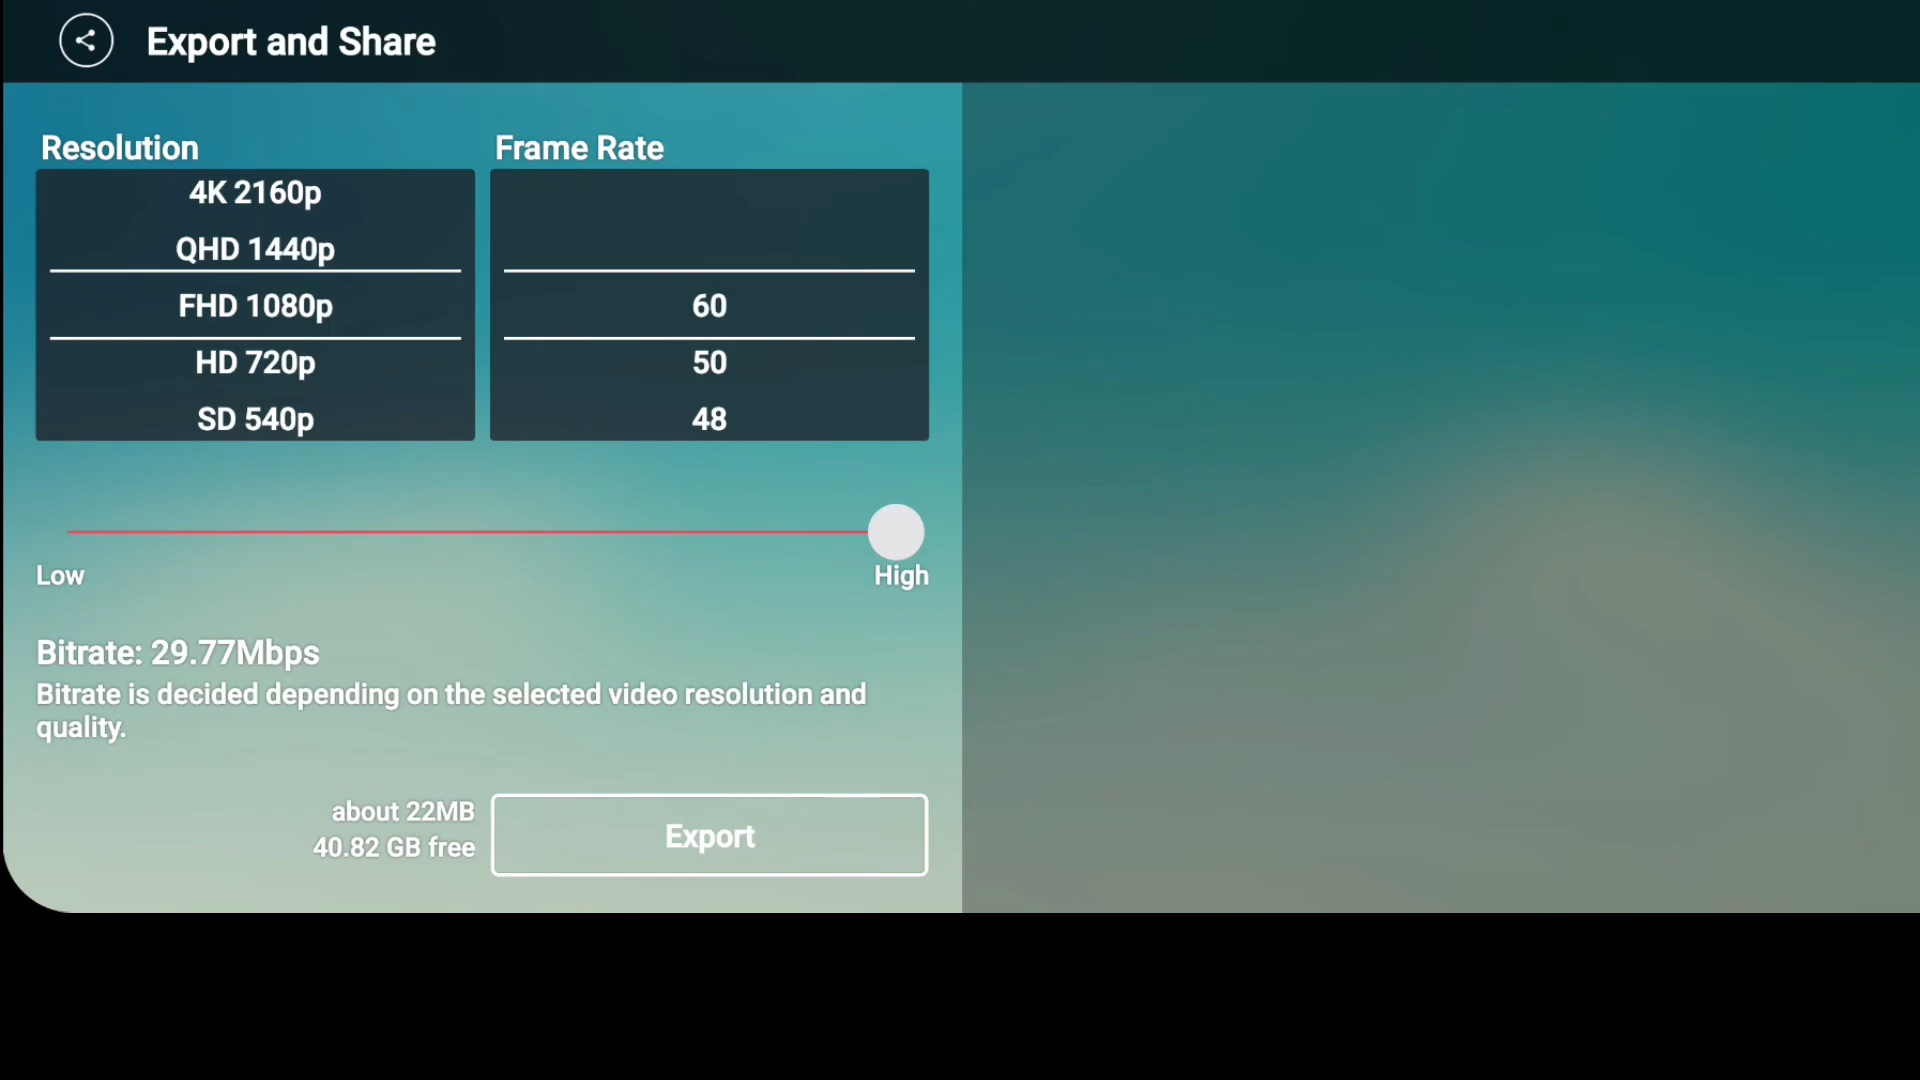 Export and Share
Resolution
Frame Rate
4K 2160p
QHD 1440p
FHD 1080p
HD 720p
SD 540p
60
50
48
Low
High
Bitrate: 29.77Mbps
Bitrate is decided depending on the selected video resolution and
quality.
about 22MB
40.82 GB free
Export